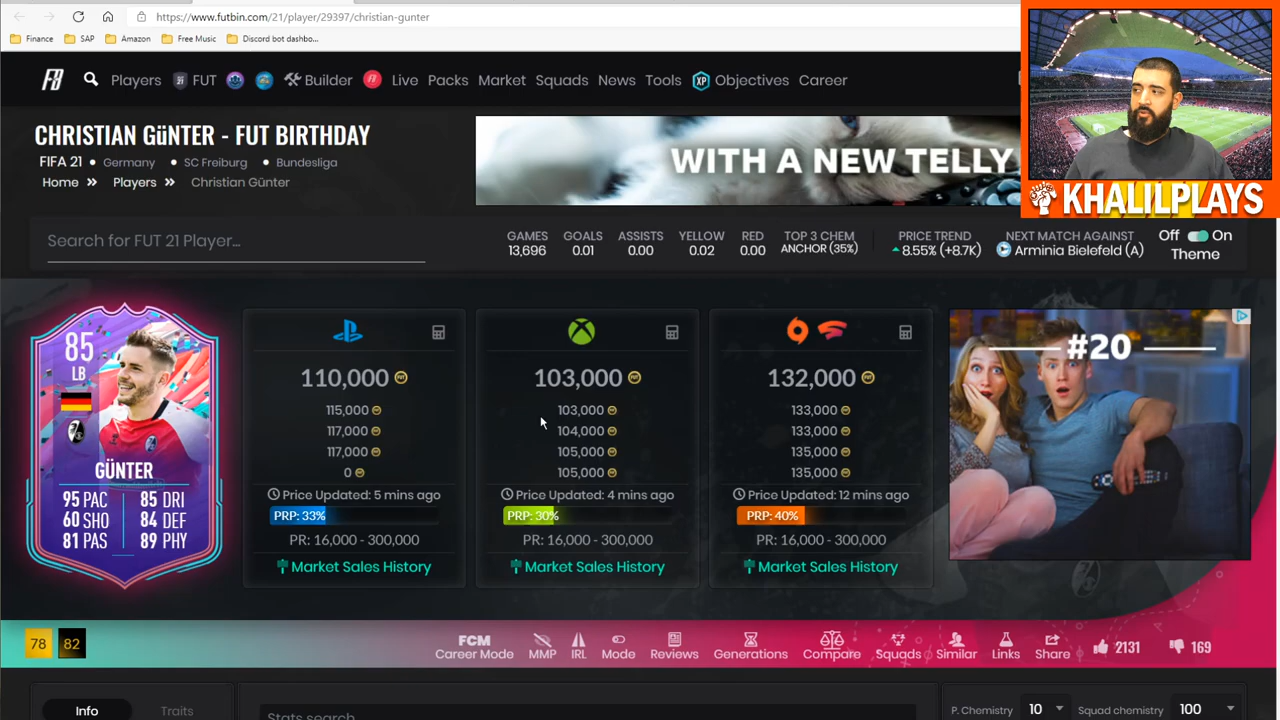 https://www.futbin.com/21/player/29397/christian-gunter
Finance SAP Amazon Free Music Discord bot dashbo...
Players FUT Builder Live Packs Market Squads News Tools XP Objectives Career
CHRISTIAN GüNTER - FUT BIRTHDAY
FIFA 21 • Germany • SC Freiburg • Bundesliga
Home » Players » Christian Günter
WITH A NEW TELLY
KHALILPLAYS
Search for FUT 21 Player...
GAMES GOALS ASSISTS YELLOW RED TOP 3 CHEM PRICE TREND NEXT MATCH AGAINST Off On
13,696 0.01 0.00 0.02 0.00 ANCHOR (35%) 8.55% (+8.7K) Arminia Bielefeld (A) Theme
85
LB
GÜNTER
95 PAC 85 DRI
60 SHO 84 DEF
81 PAS 89 PHY
110,000
115,000
117,000
117,000
0
Price Updated: 5 mins ago
PRP: 33%
PR: 16,000 - 300,000
Market Sales History
103,000
103,000
104,000
105,000
105,000
Price Updated: 4 mins ago
PRP: 30%
PR: 16,000 - 300,000
Market Sales History
132,000
133,000
133,000
135,000
135,000
Price Updated: 12 mins ago
PRP: 40%
PR: 16,000 - 300,000
Market Sales History
#20
78 82
FCM
Career Mode MMP IRL Mode Reviews Generations Compare Squads Similar Links Share 2131 169
Info Traits
Stats search
P. Chemistry 10 Squad chemistry 100